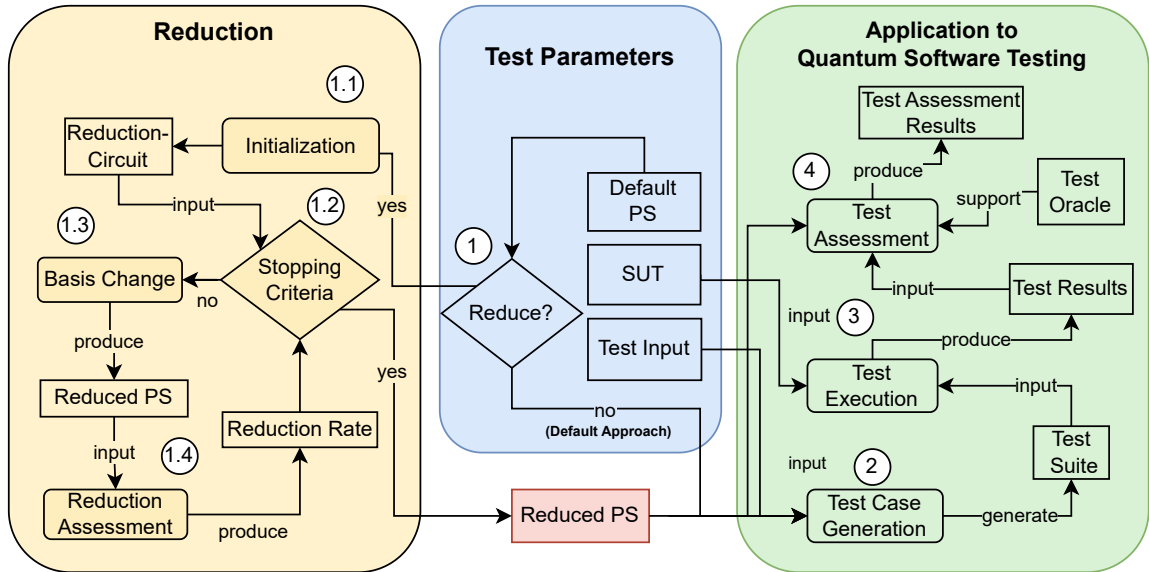 Reduction
1.1
Reduction-
Circuit
Initialization
input
1.2
yes
1.3
Basis Change
no
Stopping
Criteria
produce
yes
Reduced PS
Reduction Rate
input
1.4
Reduction
Assessment
produce
Test Parameters
Default
PS
1
SUT
Reduce?
Test Input
no
(Default Approach)
Reduced PS
Application to
Quantum Software Testing
Test Assessment
Results
4
produce
Test
Oracle
support
Test
Assessment
input
Test Results
input
3
produce
Test
Execution
input
Test
Suite
input
2
Test Case
Generation
generate